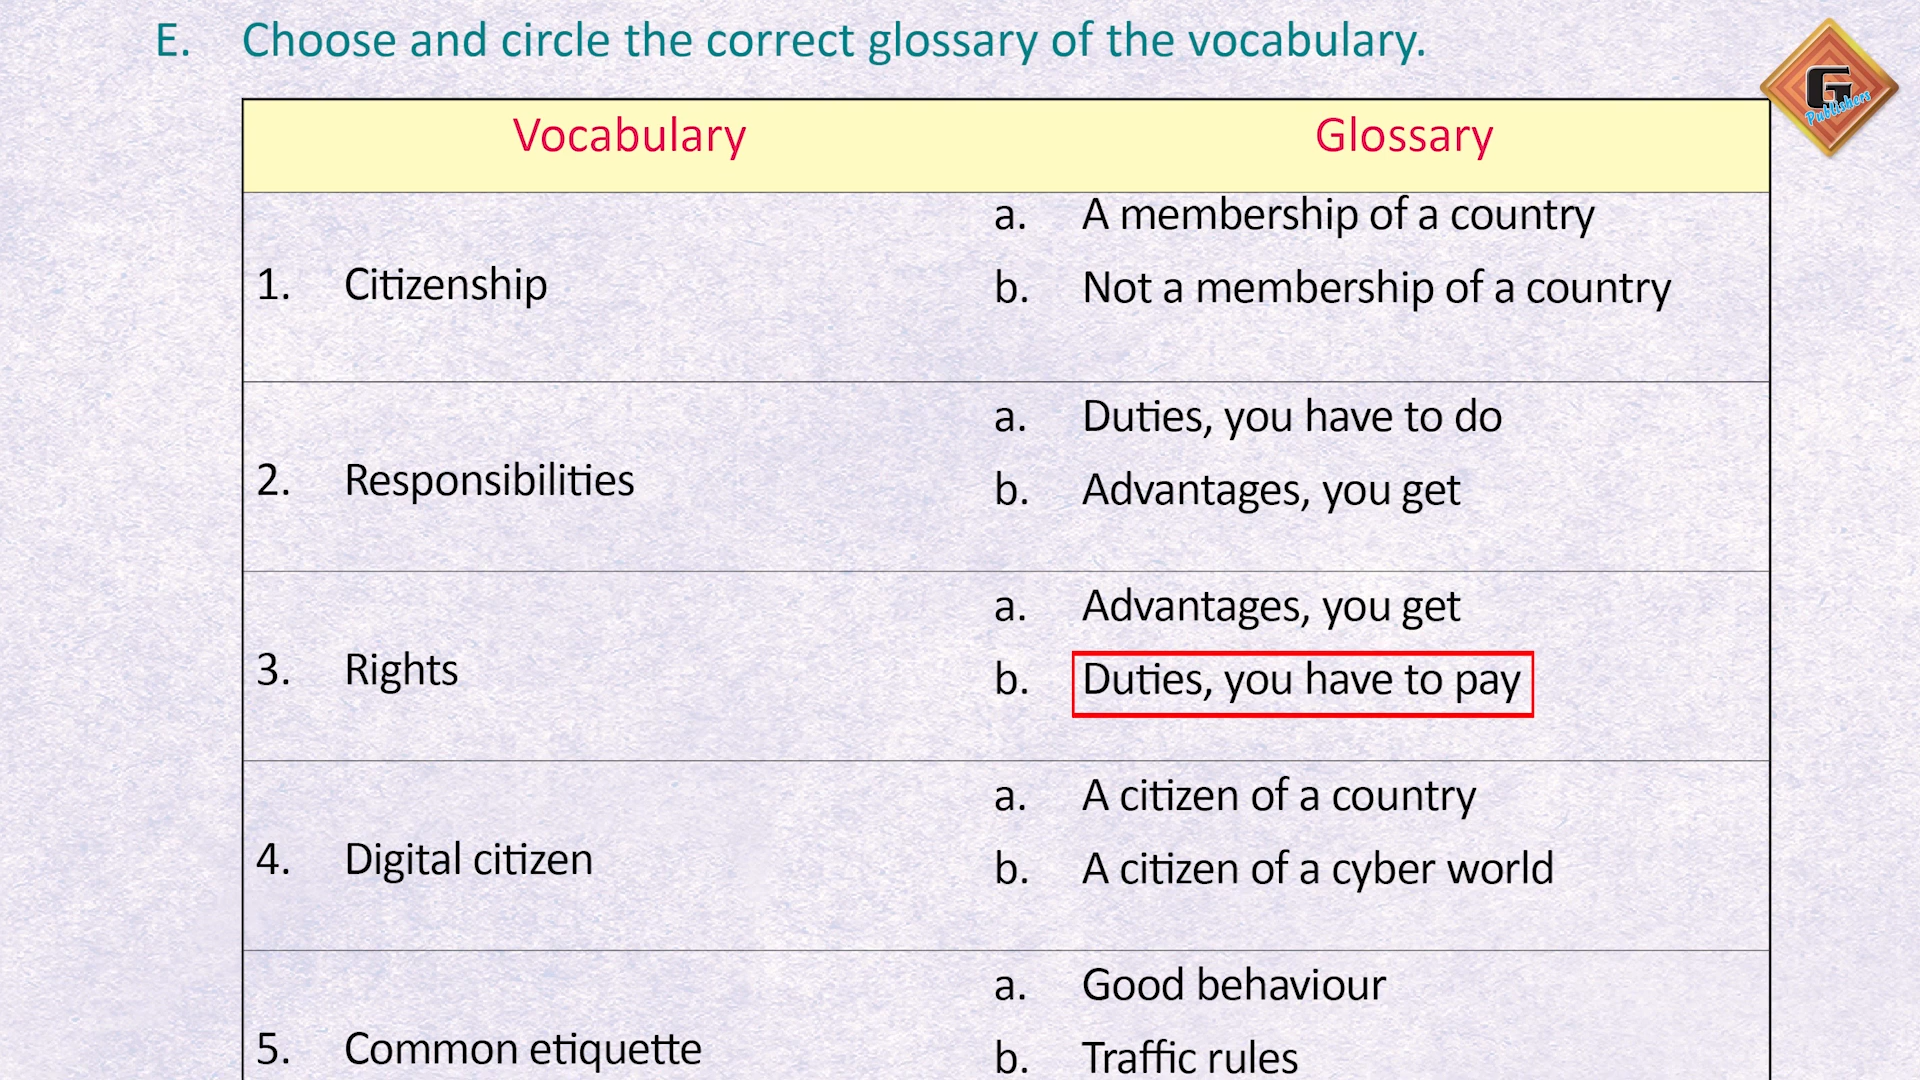 E. Choose and circle the correct glossary of the vocabulary.
G
Publishers
Vocabulary Glossary
a. A membership of a country
1. Citizenship
b. Not a membership of a country
a. Duties, you have to do
2. Responsibilities
b. Advantages, you get
a. Advantages, you get
3. Rights
b. Duties, you have to pay
a. A citizen of a country
4. Digital citizen
b. A citizen of a cyber world
a. Good behaviour
5. Common etiquette
b. Traffic rules